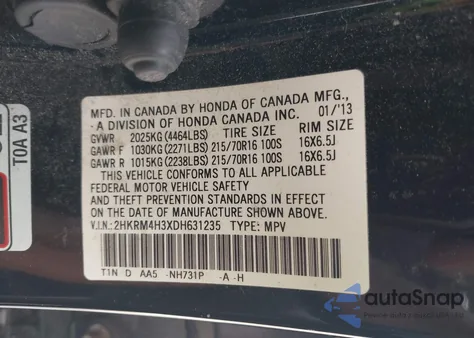 MFD. IN CANADA BY HONDA OF CANADA MFG.,
- A DIVISION OF HONDA CANADA INC. 01/'13
GVWR 2025KG(4464LBS) TIRE SIZE RIM SIZE
GAWR F 1030KG(2271LBS) 215/70R16 100S 16X6.5J
GAWR R 1015KG(2238LBS) 215/70R16 100S 16X6.5J
THIS VEHICLE CONFORMS TO ALL APPLICABLE
FEDERAL MOTOR VEHICLE SAFETY
AND THEFT PREVENTION STANDARDS IN EFFECT
ON THE DATE OF MANUFACTURE SHOWN ABOVE.
V.I.N.:2HKRM4H3XDH631235 TYPE: MPV
TIN D AA5 -NH731P -A -H
TOA A3
autoSnap